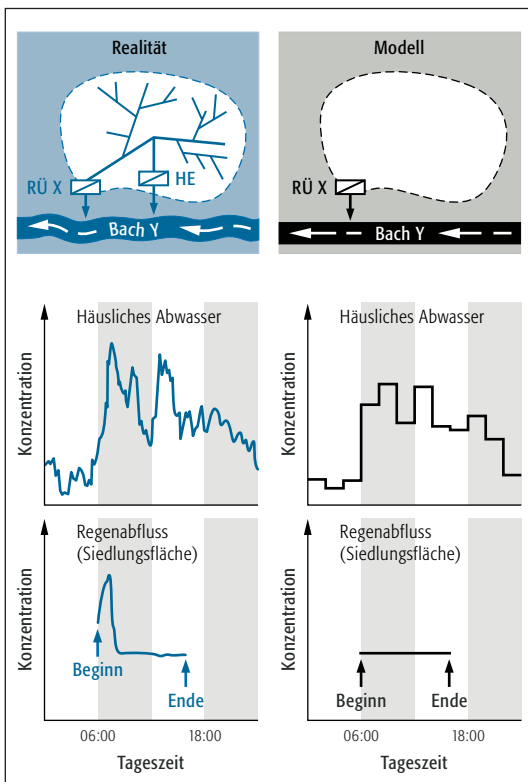 Realität
RÜ X
HE
Bach Y
Modell
RÜ X
Bach Y
Häusliches Abwasser
Konzentration
Häusliches Abwasser
Konzentration
Regenabfluss
(Siedlungsfläche)
Konzentration
Beginn
Ende
06:00
18:00
Tageszeit
Regenabfluss
(Siedlungsfläche)
Konzentration
Beginn
Ende
06:00
18:00
Tageszeit